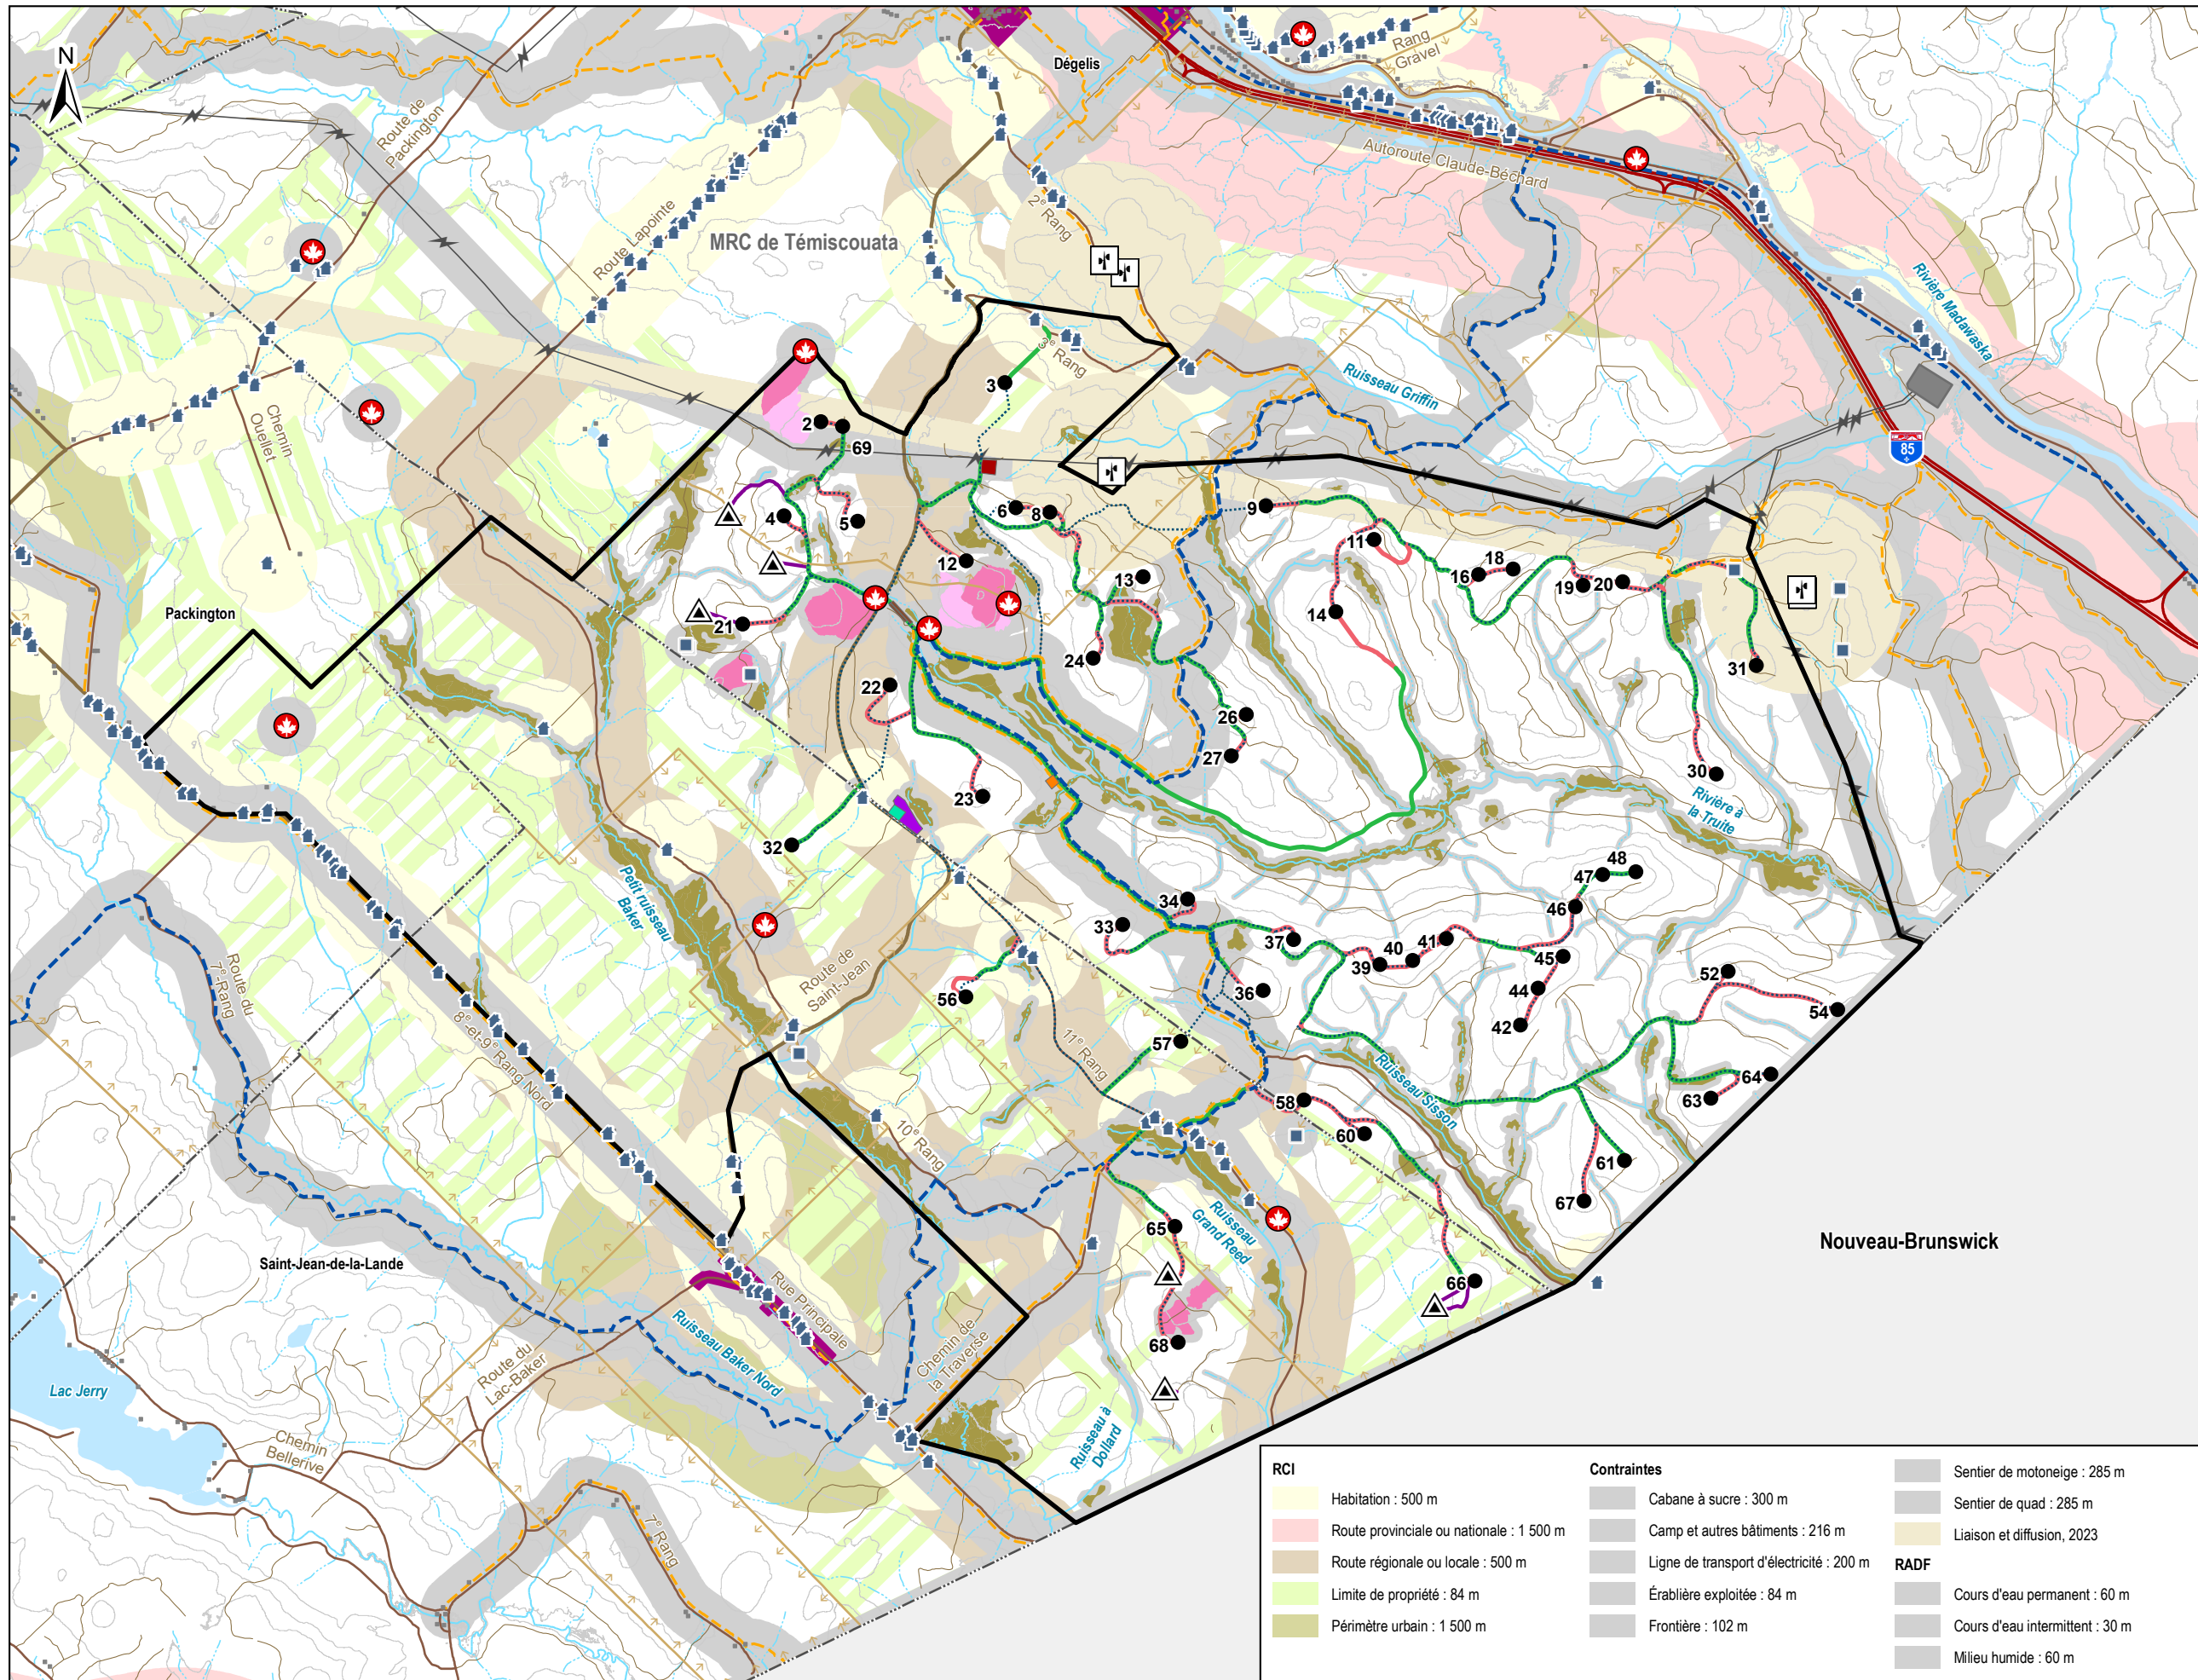 N
Dégelis
Rang
Gravel
Route de
Packington
Autoroute Claude-Béchard
2e Rang
Route Lapointe
MRC de Témiscouata
Rivière Madawaska
3e Rang
Ruisseau Griffin
3
Chemin
Ouellet
2
69
85
9
6
8
4
5
11
12
13
16
18
19
20
Packington
21
14
24
31
22
26
27
30
23
Rivière à
la Truite
32
Petit ruisseau
Baker
48
47
34
46
33
37
41
40
39
45
Route de
Saint-Jean
52
36
44
56
54
Route du
7e-Rang
42
8e-et-9e Rang Nord
57
11e Rang
Ruisseau Sisson
64
58
63
10e Rang
60
61
67
Ruisseau
Grand Reed
65
Nouveau-Brunswick
Saint-Jean-de-la-Lande
66
Rue Principale
Ruisseau Baker Nord
68
Chemin de
la Traverse
Route du
Lac-Baker
Lac Jerry
Ruisseau à
Dollard
Chemin
Bellerive
7e Rang
RCI
Habitation : 500 m
Route provinciale ou nationale : 1 500 m
Route régionale ou locale : 500 m
Limite de propriété : 84 m
Périmètre urbain : 1 500 m
Contraintes
Cabane à sucre : 300 m
Camp et autres bâtiments : 216 m
Ligne de transport d'électricité : 200 m
Érablière exploitée : 84 m
Frontière : 102 m
Sentier de motoneige : 285 m
Sentier de quad : 285 m
Liaison et diffusion, 2023
RADF
Cours d'eau permanent : 60 m
Cours d'eau intermittent : 30 m
Milieu humide : 60 m